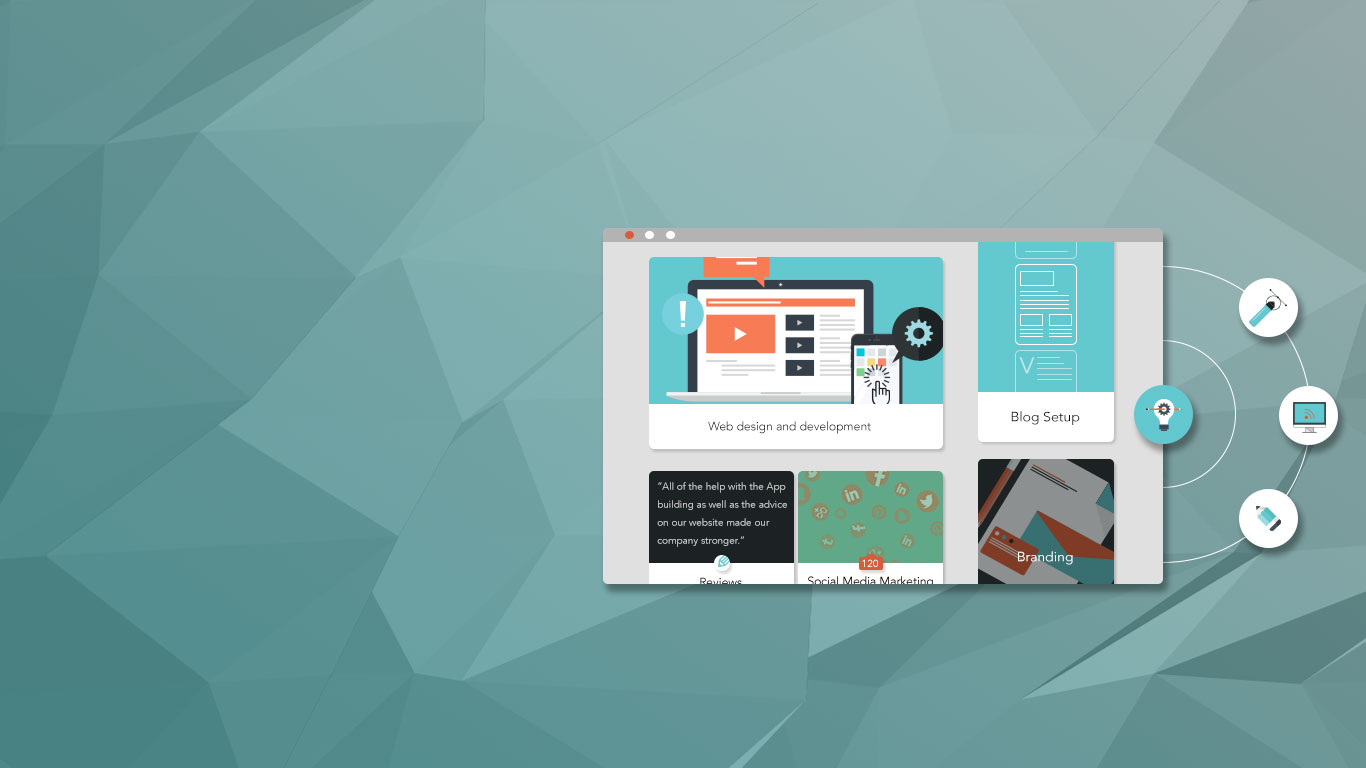 Web design and development
Blog Setup
“All of the help with the App
building as well as the advice
on our website made our
company stronger.”
Reviews
120
Social Media Marketing
Branding